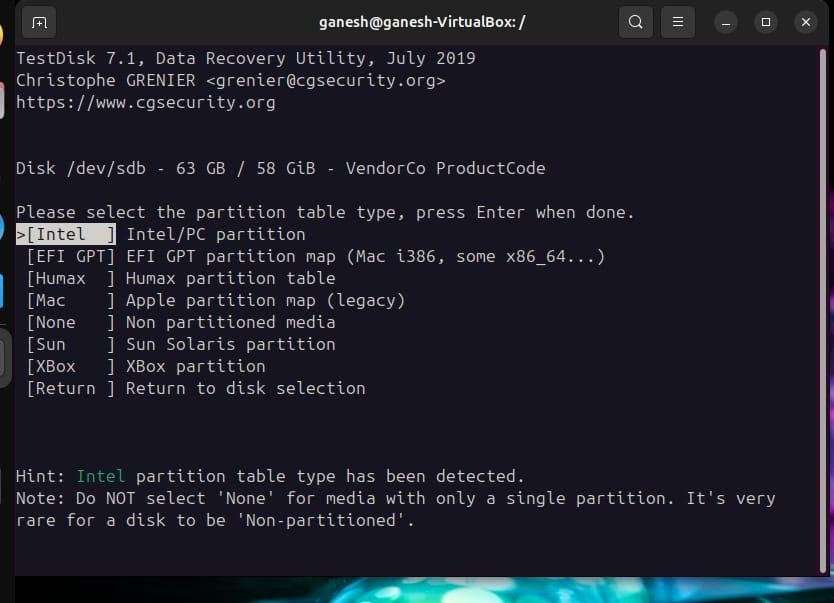 ganesh@ganesh-VirtualBox: /
TestDisk 7.1, Data Recovery Utility, July 2019
Christophe GRENIER <grenier@cgsecurity.org>
https://www.cgsecurity.org
Disk /dev/sdb - 63 GB / 58 GiB - VendorCo ProductCode
Please select the partition table type, press Enter when done.
>[Intel  ] Intel/PC partition
 [EFI GPT] EFI GPT partition map (Mac i386, some x86_64...)
 [Humax  ] Humax partition table
 [Mac    ] Apple partition map (legacy)
 [None   ] Non partitioned media
 [Sun    ] Sun Solaris partition
 [XBox   ] XBox partition
 [Return ] Return to disk selection
Hint: Intel partition table type has been detected.
Note: Do NOT select 'None' for media with only a single partition. It's very
rare for a disk to be 'Non-partitioned'.